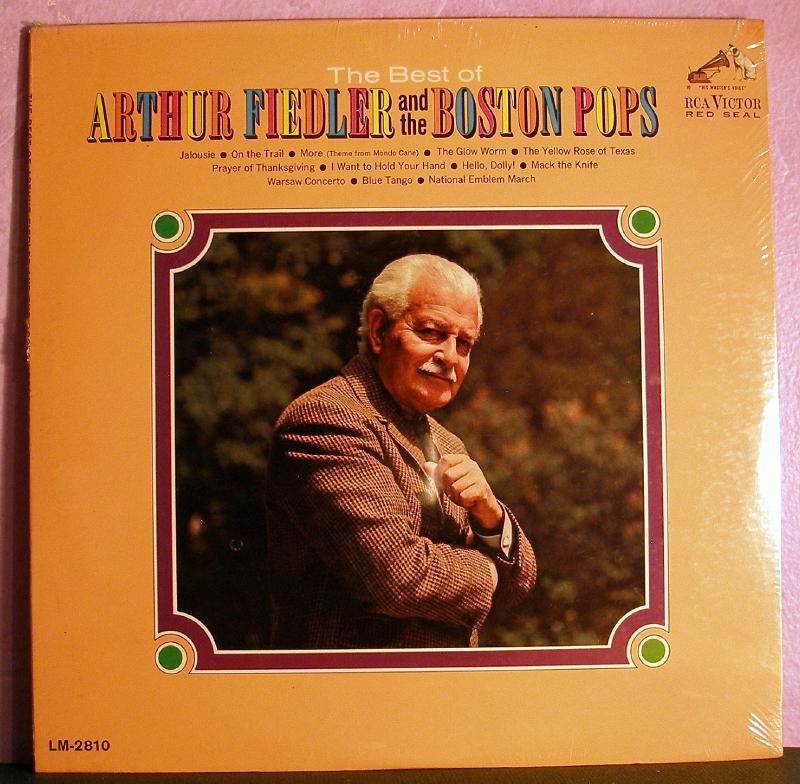 The Best of
ARTHUR FIEDLER and the BOSTON POPS
"HIS MASTER'S VOICE"
RCA VICTOR
RED SEAL
Jalousie ● On the Trail ● More (Theme from Mondo Cane) ● The Glow Worm ● The Yellow Rose of Texas
Prayer of Thanksgiving ● I Want to Hold Your Hand ● Hello, Dolly! ● Mack the Knife
Warsaw Concerto ● Blue Tango ● National Emblem March
LM-2810